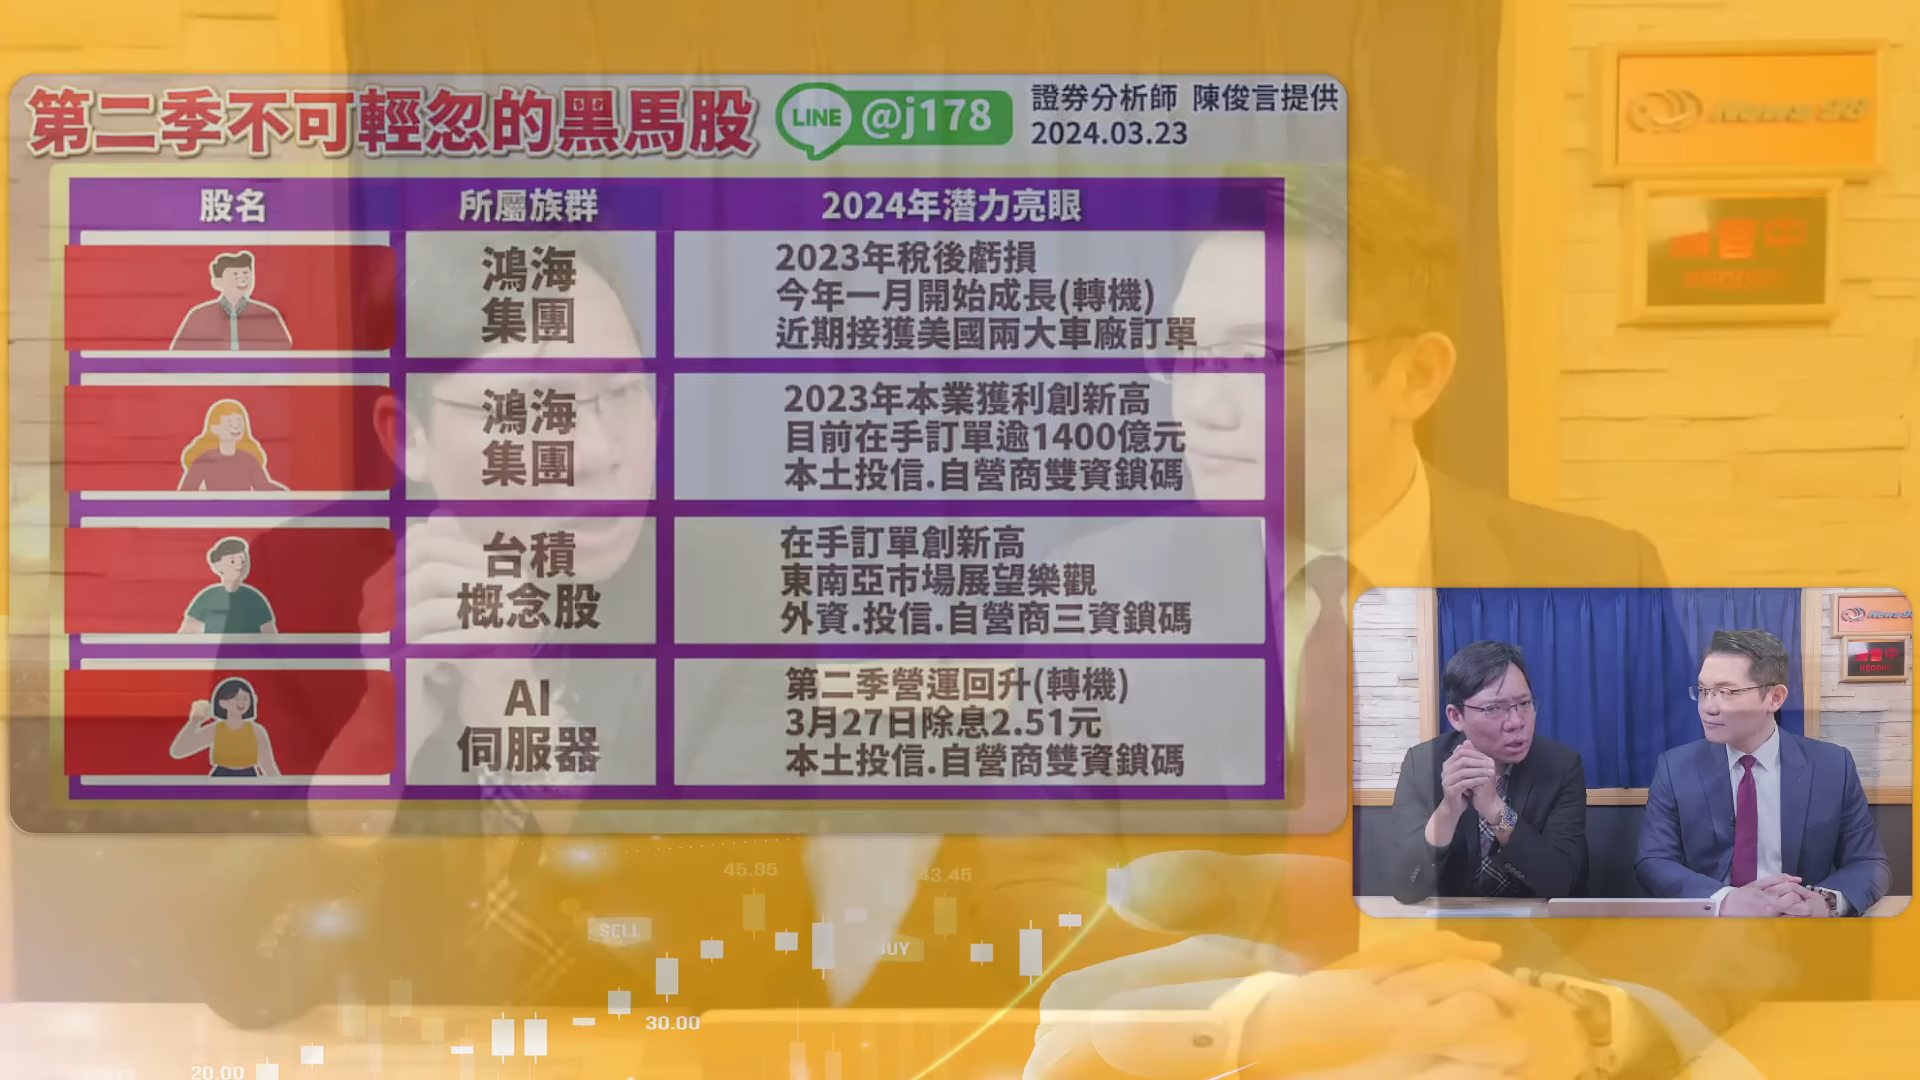 第二季不可輕忽的黑馬股
LINE @j178
證券分析師 陳俊言提供
2024.03.23
股名 所屬族群 2024年潛力亮眼
鴻海
集團
2023年稅後虧損
今年一月開始成長(轉機)
近期接獲美國兩大車廠訂單
鴻海
集團
2023年本業獲利創新高
目前在手訂單逾1400億元
本土投信.自營商雙資鎖碼
台積
概念股
在手訂單創新高
東南亞市場展望樂觀
外資.投信.自營商三資鎖碼
AI
伺服器
第二季營運回升(轉機)
3月27日除息2.51元
本土投信.自營商雙資鎖碼
News98
45.85
43.45
SELL
BUY
30.00
20.00